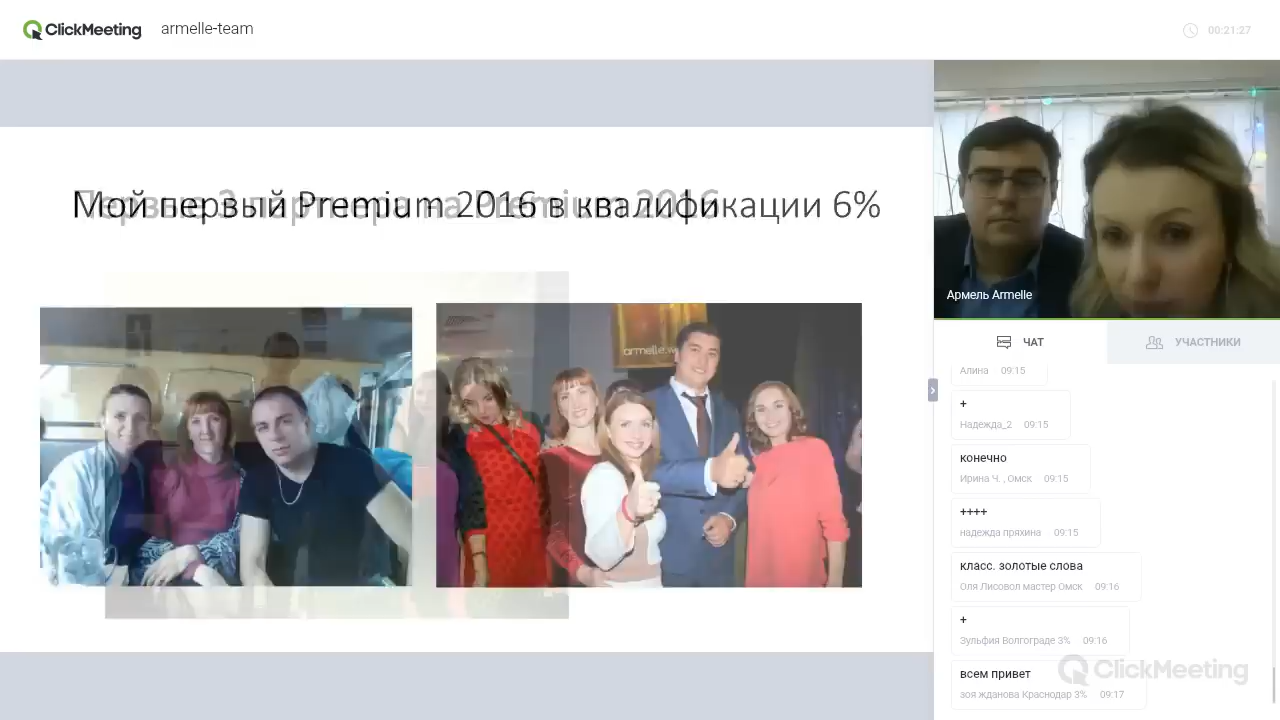 ClickMeeting
armelle-team
00:21:27
Мой первый Premium 2016 в квалификации 6%
armelle.w
Армель Armelle
ЧАТ
УЧАСТНИКИ
Алина 09:15
+
Надежда_2 09:15
конечно
Ирина Ч. , Омск 09:15
++++
надежда пряхина 09:15
класс. золотые слова
Оля Лисовол мастер Омск 09:16
+
Зульфия Волгограде 3% 09:16
всем привет
зоя жданова Краснодар 3% 09:17
ClickMeeting